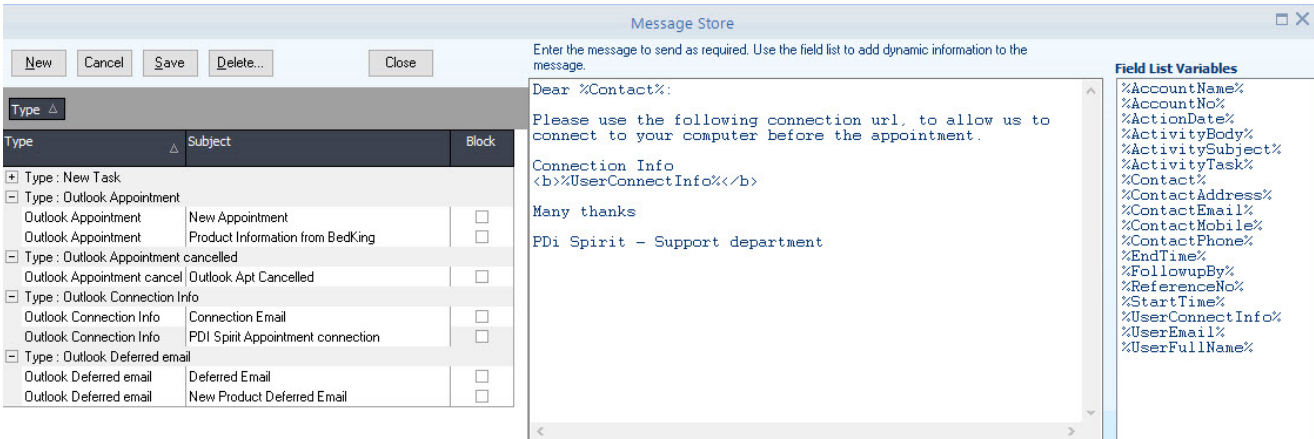 Message Store
New Cancel Save Delete... Close
Type
Type Subject Block
Type : New Task
Type : Outlook Appointment
Outlook Appointment New Appointment
Outlook Appointment Product Information from BedKing
Type : Outlook Appointment cancelled
Outlook Appointment cancel Outlook Apt Cancelled
Type : Outlook Connection Info
Outlook Connection Info Connection Email
Outlook Connection Info PDI Spirit Appointment connection
Type : Outlook Deferred email
Outlook Deferred email Deferred Email
Outlook Deferred email New Product Deferred Email
Enter the message to send as required. Use the field list to add dynamic information to the
message.
Dear %Contact%:
Please use the following connection url, to allow us to
connect to your computer before the appointment.
Connection Info
<b>%UserConnectInfo%</b>
Many thanks
PDi Spirit - Support department
Field List Variables
%AccountName%
%AccountNo%
%ActionDate%
%ActivityBody%
%ActivitySubject%
%ActivityTask%
%Contact%
%ContactAddress%
%ContactEmail%
%ContactMobile%
%ContactPhone%
%EndTime%
%FollowupBy%
%ReferenceNo%
%StartTime%
%UserConnectInfo%
%UserEmail%
%UserFullName%